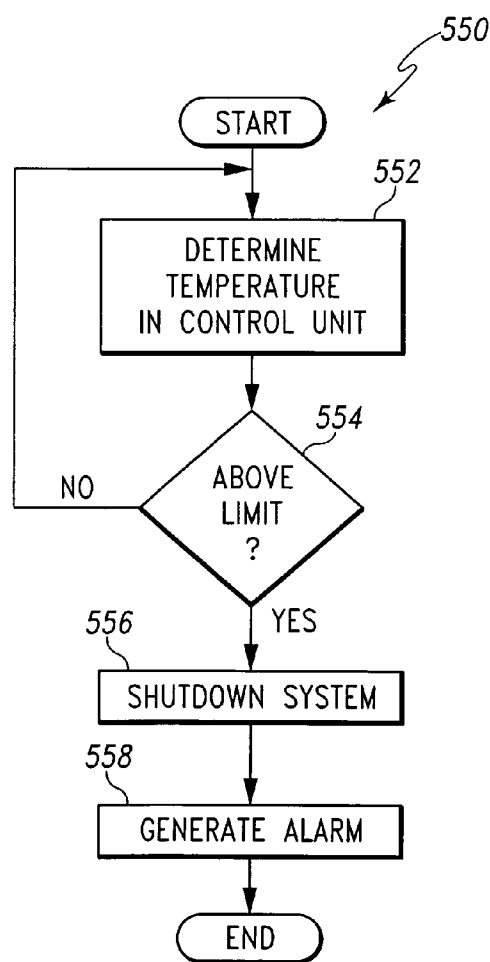 550
START
552
DETERMINE
TEMPERATURE
IN CONTROL UNIT
554
ABOVE
LIMIT
?
NO
YES
556
SHUTDOWN SYSTEM
558
GENERATE ALARM
END